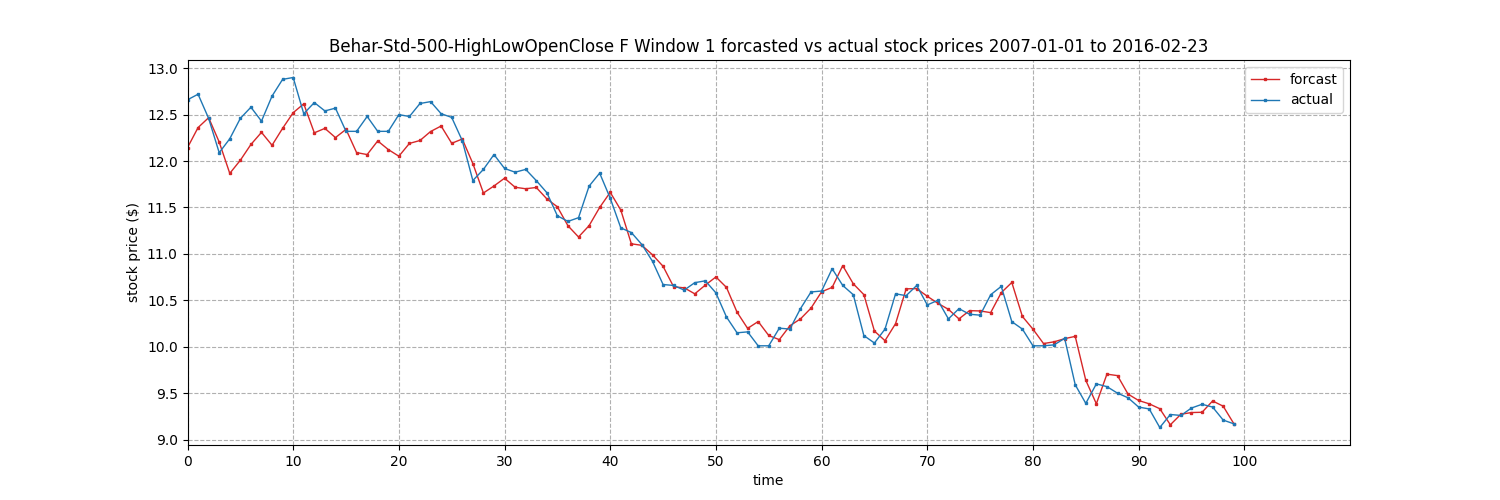 Behar-Std-500-HighLowOpenClose F Window 1 forcasted vs actual stock prices 2007-01-01 to 2016-02-23
forcast
actual
stock price ($)
13.0
12.5
12.0
11.5
11.0
10.5
10.0
9.5
9.0
0 10 20 30 40 50 60 70 80 90 100
time